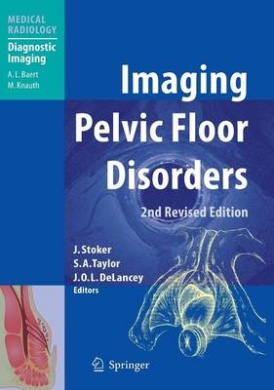 MEDICAL
RADIOLOGY
Diagnostic
Imaging
A. L. Baert
M. Knauth
Imaging
Pelvic Floor
Disorders
2nd Revised Edition
J. Stoker
S. A. Taylor
J. O. L. DeLancey
Editors
Springer